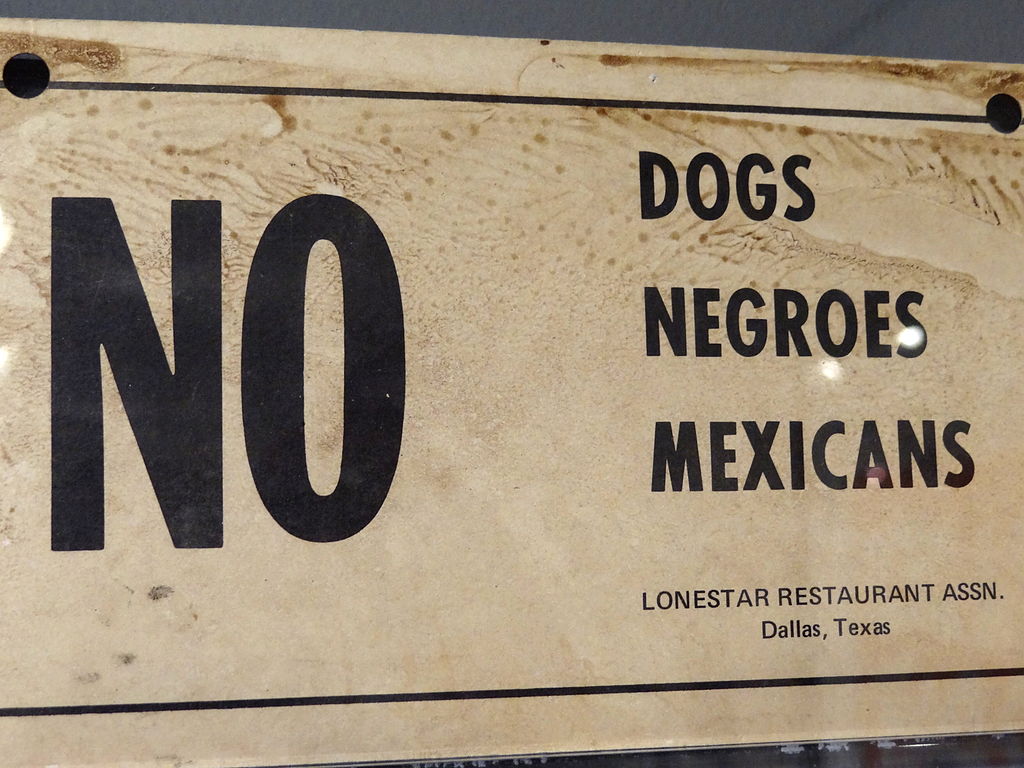 NO
DOGS
NEGROES
MEXICANS
LONESTAR RESTAURANT ASSN.
Dallas, Texas